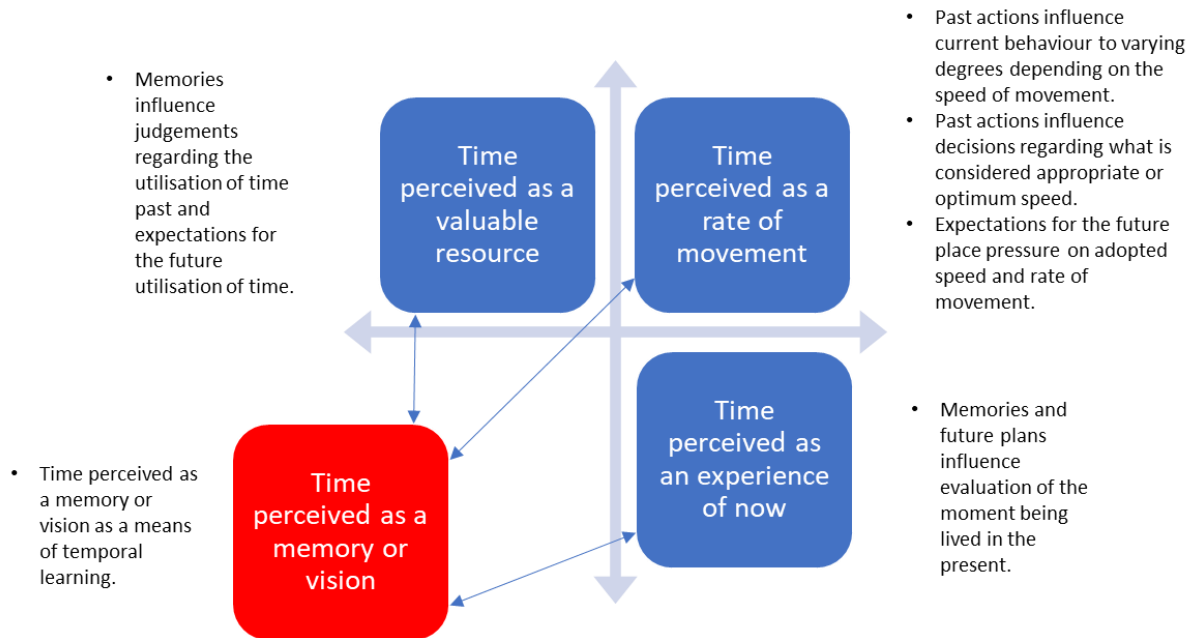 • Memories
influence
judgements
regarding the
utilisation of time
past and
expectations for
the future
utilisation of time.
Time
perceived as a
valuable
resource
Time
perceived as a
rate of
movement
• Past actions influence
current behaviour to varying
degrees depending on the
speed of movement.
• Past actions influence
decisions regarding what is
considered appropriate or
optimum speed.
• Expectations for the future
place pressure on adopted
speed and rate of
movement.
• Time perceived as
a memory or
vision as a means
of temporal
learning.
Time
perceived as a
memory or
vision
Time
perceived as
an experience
of now
• Memories and
future plans
influence
evaluation of the
moment being
lived in the
present.